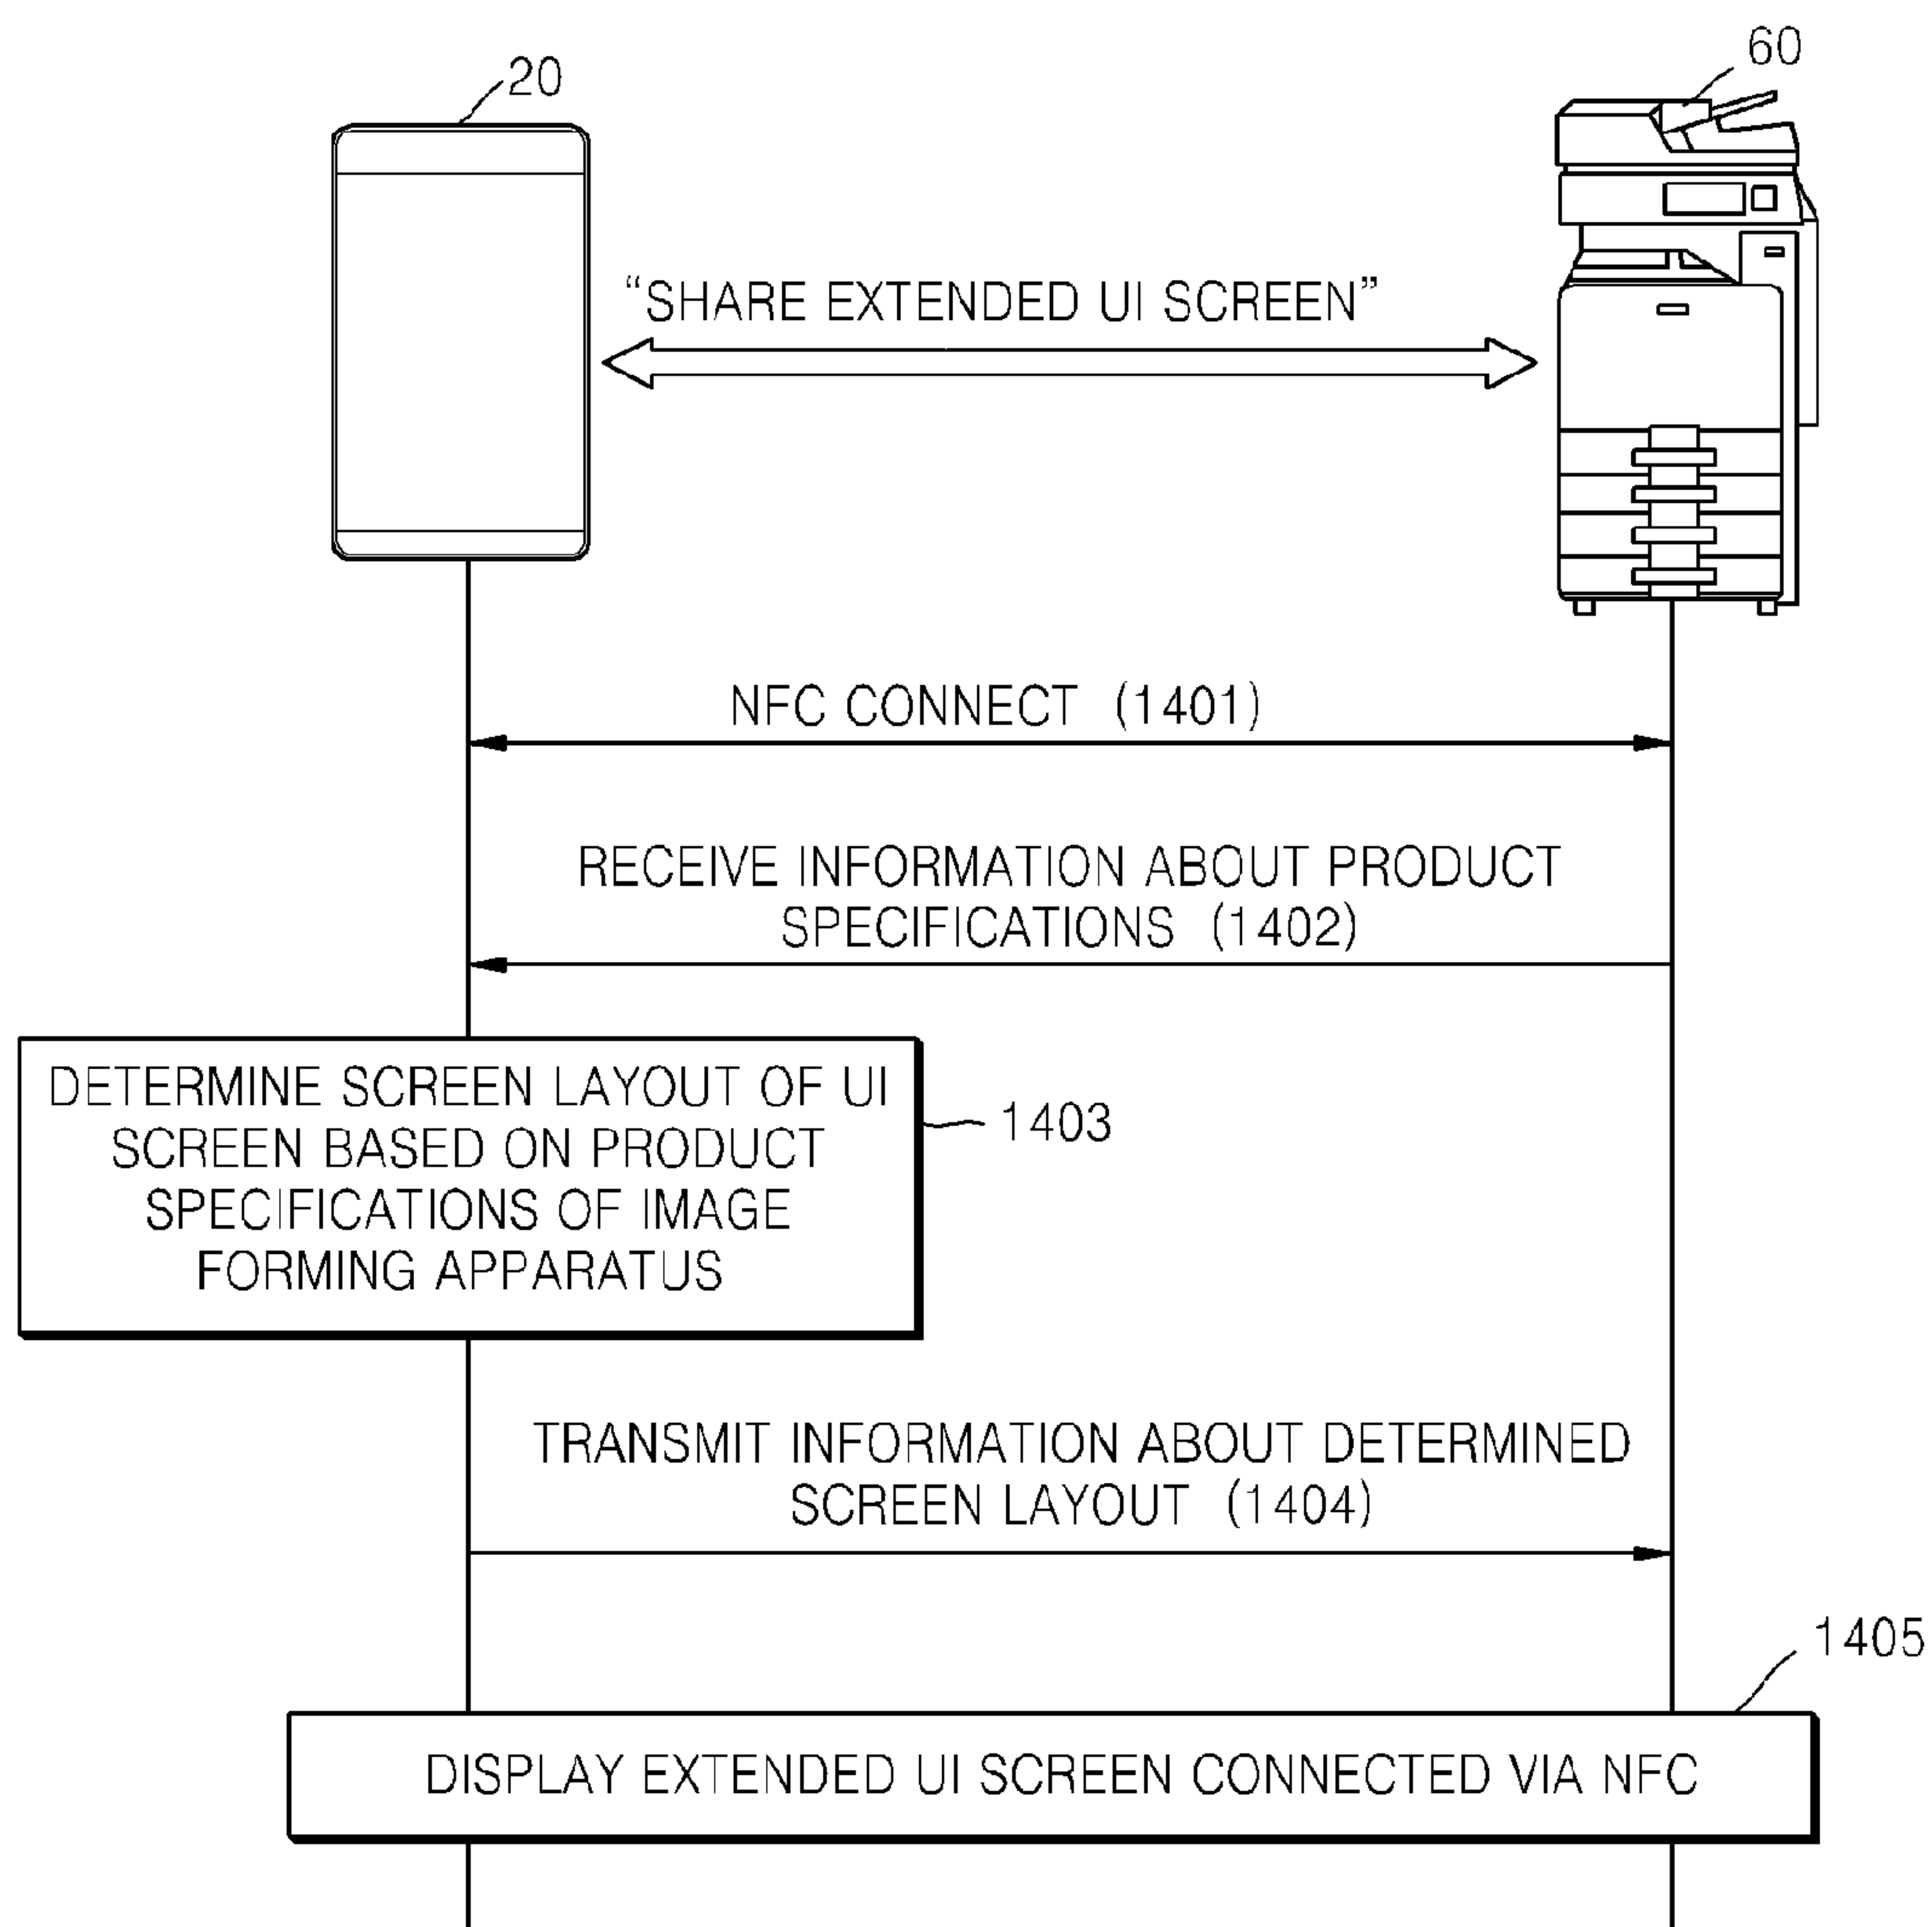 20
60
“SHARE EXTENDED UI SCREEN”
NFC CONNECT (1401)
RECEIVE INFORMATION ABOUT PRODUCT
SPECIFICATIONS (1402)
DETERMINE SCREEN LAYOUT OF UI
SCREEN BASED ON PRODUCT
SPECIFICATIONS OF IMAGE
FORMING APPARATUS
1403
TRANSMIT INFORMATION ABOUT DETERMINED
SCREEN LAYOUT (1404)
1405
DISPLAY EXTENDED UI SCREEN CONNECTED VIA NFC